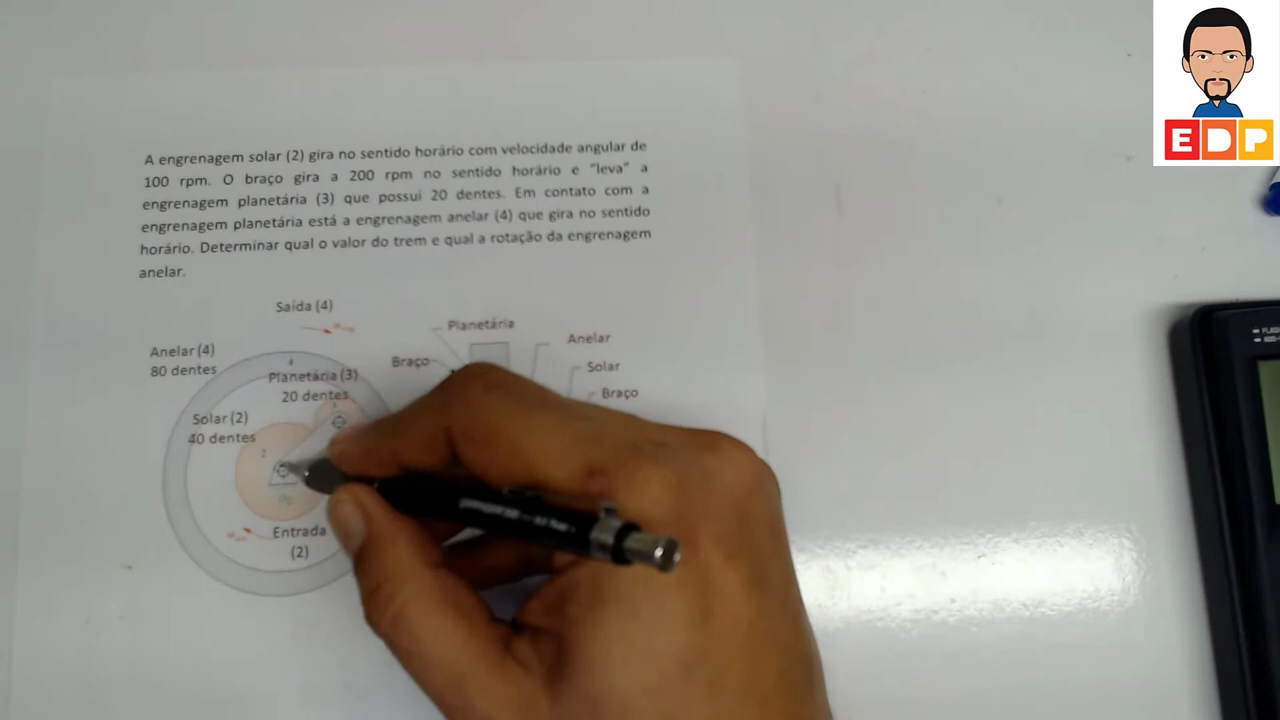 EDP
A engrenagem solar (2) gira no sentido horário com velocidade angular de
100 rpm. O braço gira a 200 rpm no sentido horário e “leva” a
engrenagem planetária (3) que possui 20 dentes. Em contato com a
engrenagem planetária está a engrenagem anelar (4) que gira no sentido
horário. Determinar qual o valor do trem e qual a rotação da engrenagem
anelar.
Saída (4)
Planetária
Anelar
Anelar (4)
80 dentes
Braço
Solar
4
Planetária (3)
20 dentes
Braço
Solar (2)
40 dentes
2
Entrada
(2)